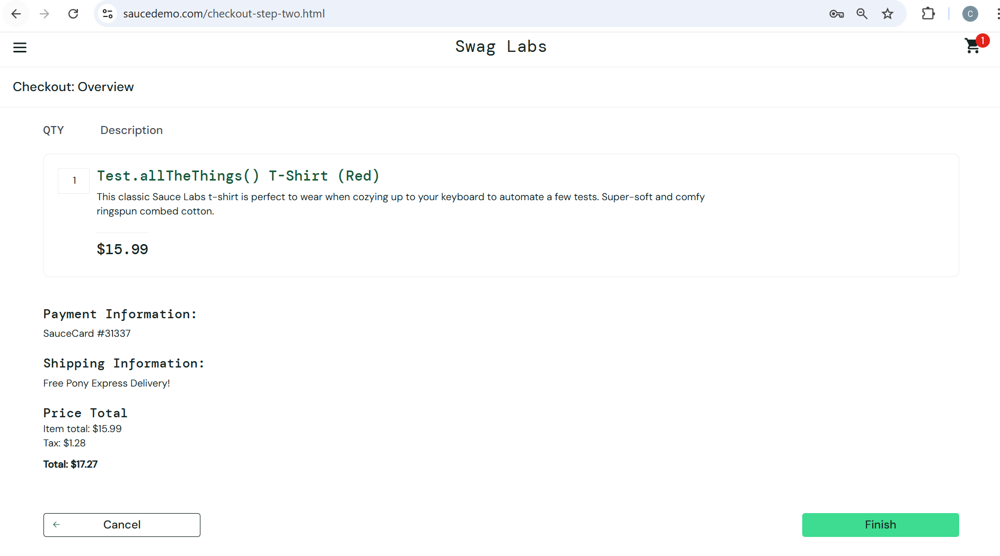 saucedemo.com/checkout-step-two.html
C
Swag Labs
1
Checkout: Overview
QTY Description
1
Test.allTheThings() T-Shirt (Red)
This classic Sauce Labs t-shirt is perfect to wear when cozying up to your keyboard to automate a few tests. Super-soft and comfy
ringspun combed cotton.
$15.99
Payment Information:
SauceCard #31337
Shipping Information:
Free Pony Express Delivery!
Price Total
Item total: $15.99
Tax: $1.28
Total: $17.27
Cancel
Finish